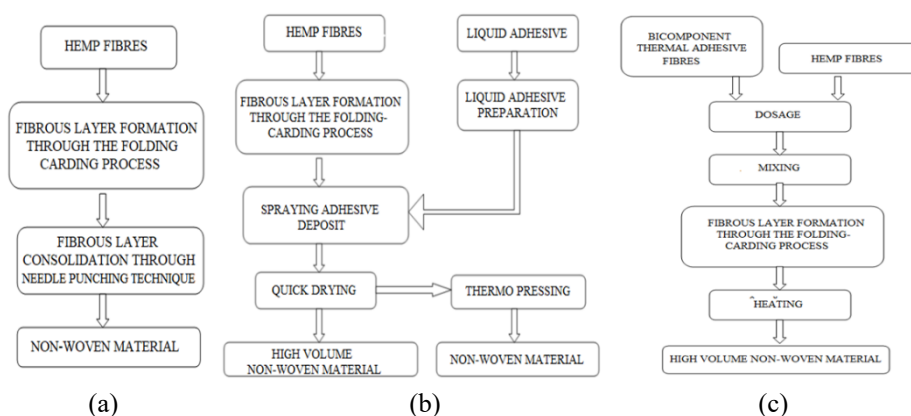 HEMP FIBRES
FIBROUS LAYER FORMATION
THROUGH THE FOLDING
CARDING PROCESS
FIBROUS LAYER
CONSOLIDATION THROUGH
NEEDLE PUNCHING TECHNIQUE
NON-WOVEN MATERIAL
(a)
HEMP FIBRES
FIBROUS LAYER FORMATION
THROUGH THE FOLDING-
CARDING PROCESS
LIQUID ADHESIVE
LIQUID ADHESIVE
PREPARATION
SPRAYING ADHESIVE
DEPOSIT
QUICK DRYING
THERMO PRESSING
HIGH VOLUME
NON-WOVEN MATERIAL
NON-WOVEN MATERIAL
(b)
BICOMPONENT
THERMAL ADHESIVE
FIBRES
HEMP FIBRES
DOSAGE
MIXING
FIBROUS LAYER FORMATION
THROUGH THE FOLDING-
CARDING PROCESS
HEATING
HIGH VOLUME NON-WOVEN MATERIAL
(c)